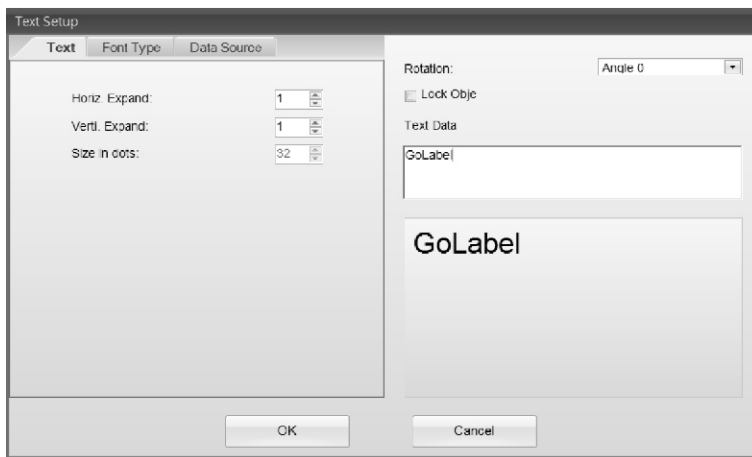 Text Setup
Text Font Type Data Source
Horiz. Expand: 1
Verti. Expand: 1
Size in dots: 32
Rotation: Angle 0
Lock Obje
Text Data
GoLabel
GoLabel
OK Cancel